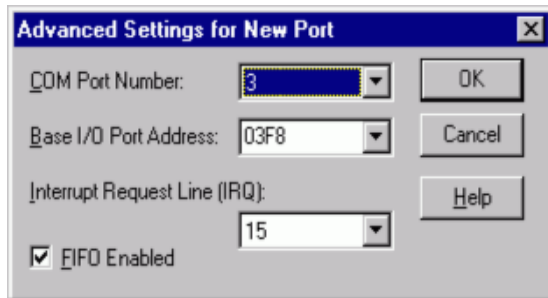 Advanced Settings for New Port
COM Port Number: 3 OK
Base I/O Port Address: 03F8 Cancel
Interrupt Request Line (IRQ): Help
15
FIFO Enabled